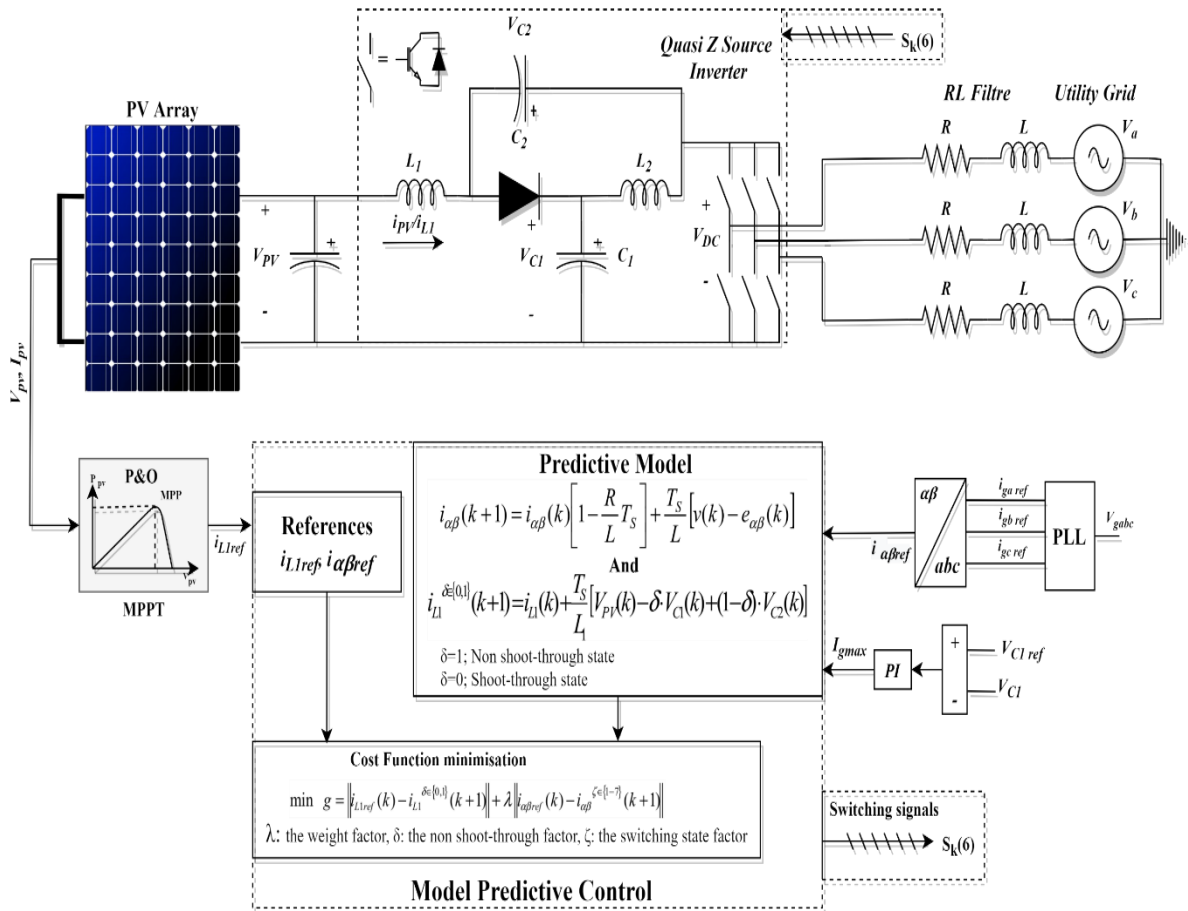 V_C2
Quasi Z Source
Inverter
S_k(6)
PV Array
RL Filtre
Utility Grid
=
C_2
+
L_1
L_2
R
L
V_a
+
i_PV/i_L1
+
+
+
+
V_PV
V_C1
C_1
V_DC
R
L
V_b
-
-
-
R
L
V_c
V_pv, I_pv
P&O
P_pv
MPP
V_pv
MPPT
i_L1ref
References
i_L1ref, i αβref
Predictive Model
i_αβ(k+1) = i_αβ(k)[1 - R/L T_S] + T_S/L [v(k) - e_αβ(k)]
And
i_L1^δ∈{0,1}(k+1) = i_L1(k) + T_S/L_1 [V_PV(k) - δ·V_C1(k) + (1-δ)·V_C2(k)]
δ=1; Non shoot-through state
δ=0; Shoot-through state
i αβref
αβ
abc
i_ga ref
i_gb ref
i_gc ref
PLL
V_gabc
I_gmax
PI
+
-
V_C1 ref
V_C1
Cost Function minimisation
min g = ‖i_L1ref(k) - i_L1^δ∈{0,1}(k+1)‖ + λ‖i_αβref(k) - i_αβ^ζ∈{1-7}(k+1)‖
λ: the weight factor, δ: the non shoot-through factor, ζ: the switching state factor
Switching signals
S_k(6)
Model Predictive Control